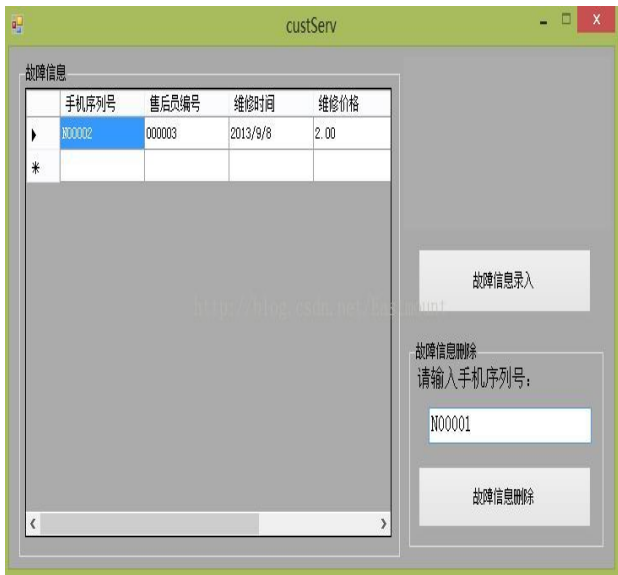 custServ
故障信息
手机序列号 售后员编号 维修时间 维修价格
N00002 000003 2013/9/8 2.00
故障信息录入
故障信息删除
请输入手机序列号：
N00001
故障信息删除